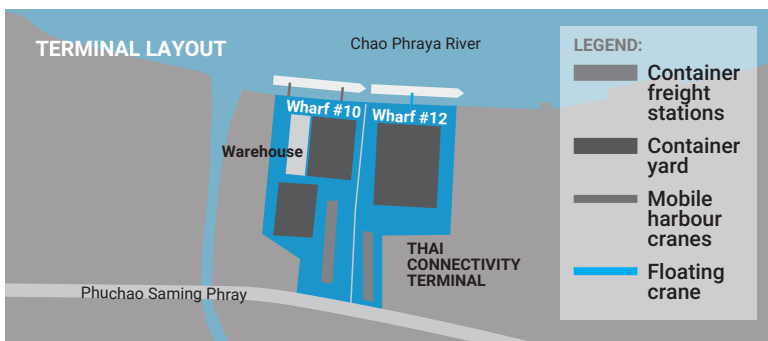 TERMINAL LAYOUT
Chao Phraya River
Wharf #10
Wharf #12
Warehouse
THAI
CONNECTIVITY
TERMINAL
Phuchao Saming Phray
LEGEND:
Container
freight
stations
Container
yard
Mobile
harbour
cranes
Floating
crane